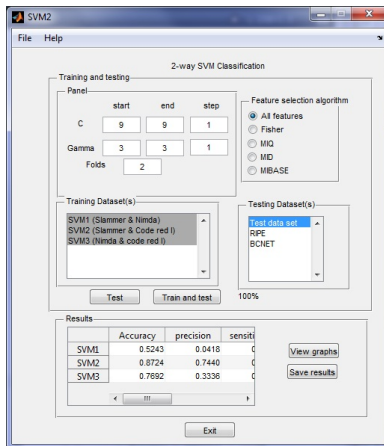 SVM2
File Help
2-way SVM Classification
Training and testing
Panel
start end step
C 9 9 1
Gamma 3 3 1
Folds 2
Feature selection algorithm
All features
Fisher
MIQ
MID
MIBASE
Training Dataset(s)
SVM1 (Slammer & Nimda)
SVM2 (Slammer & Code red I)
SVM3 (Nimda & code red I)
Testing Dataset(s)
Test data set
RIPE
BCNET
Test Train and test 100%
Results
Accuracy precision sensiti
SVM1 0.5243 0.0418 0
SVM2 0.8724 0.7440 0
SVM3 0.7692 0.3336 0
View graphs
Save results
Exit